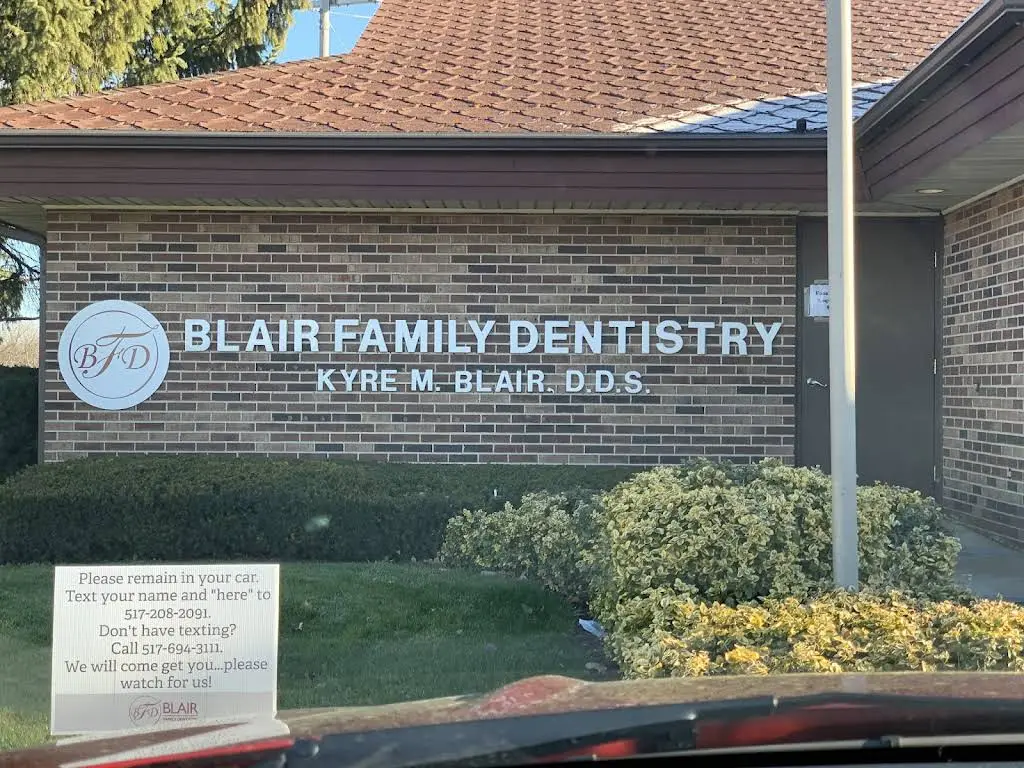 BFD
BLAIR FAMILY DENTISTRY
KYRE M. BLAIR. D.D.S.
Please remain in your car.
Text your name and "here" to
517-208-2091.
Don't have texting?
Call 517-694-3111.
We will come get you...please
watch for us!
BFD BLAIR
FAMILY DENTISTRY